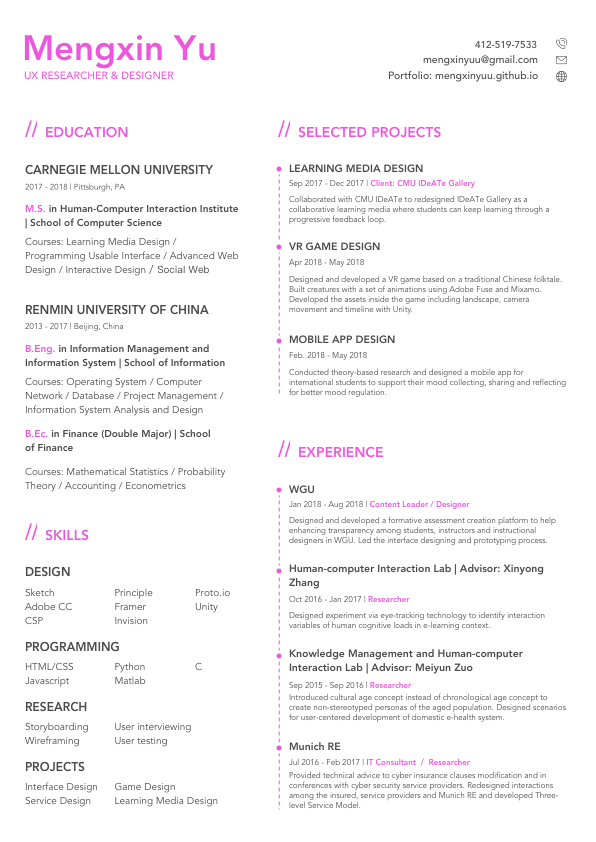 Mengxin Yu
UX RESEARCHER & DESIGNER
412-519-7533
mengxinyuu@gmail.com
Portfolio: mengxinyuu.github.io
// EDUCATION
CARNEGIE MELLON UNIVERSITY
2017 - 2018 | Pittsburgh, PA
M.S. in Human-Computer Interaction Institute
| School of Computer Science
Courses: Learning Media Design /
Programming Usable Interface / Advanced Web
Design / Interactive Design / Social Web
RENMIN UNIVERSITY OF CHINA
2013 - 2017 | Beijing, China
B.Eng. in Information Management and
Information System | School of Information
Courses: Operating System / Computer
Network / Database / Project Management /
Information System Analysis and Design
B.Ec. in Finance (Double Major) | School
of Finance
Courses: Mathematical Statistics / Probability
Theory / Accounting / Econometrics
// SKILLS
DESIGN
Sketch Principle Proto.io
Adobe CC Framer Unity
CSP Invision
PROGRAMMING
HTML/CSS Python C
Javascript Matlab
RESEARCH
Storyboarding User interviewing
Wireframing User testing
PROJECTS
Interface Design Game Design
Service Design Learning Media Design
// SELECTED PROJECTS
LEARNING MEDIA DESIGN
Sep 2017 - Dec 2017 | Client: CMU IDeATe Gallery
Collaborated with CMU IDeATe to redesigned IDeATe Gallery as a
collaborative learning media where students can keep learning through a
progressive feedback loop.
VR GAME DESIGN
Apr 2018 - May 2018
Designed and developed a VR game based on a traditional Chinese folktale.
Built creatures with a set of animations using Adobe Fuse and Mixamo.
Developed the assets inside the game including landscape, camera
movement and timeline with Unity.
MOBILE APP DESIGN
Feb. 2018 - May 2018
Conducted theory-based research and designed a mobile app for
international students to support their mood collecting, sharing and reflecting
for better mood regulation.
// EXPERIENCE
WGU
Jan 2018 - Aug 2018 | Content Leader / Designer
Designed and developed a formative assessment creation platform to help
enhancing transparency among students, instructors and instructional
designers in WGU. Led the interface designing and prototyping process.
Human-computer Interaction Lab | Advisor: Xinyong
Zhang
Oct 2016 - Jan 2017 | Researcher
Designed experiment via eye-tracking technology to identify interaction
variables of human cognitive loads in e-learning context.
Knowledge Management and Human-computer
Interaction Lab | Advisor: Meiyun Zuo
Sep 2015 - Sep 2016 | Researcher
Introduced cultural age concept instead of chronological age concept to
create non-stereotyped personas of the aged population. Designed scenarios
for user-centered development of domestic e-health system.
Munich RE
Jul 2016 - Feb 2017 | IT Consultant / Researcher
Provided technical advice to cyber insurance clauses modification and in
conferences with cyber security service providers. Redesigned interactions
among the insured, service providers and Munich RE and developed Three-
level Service Model.